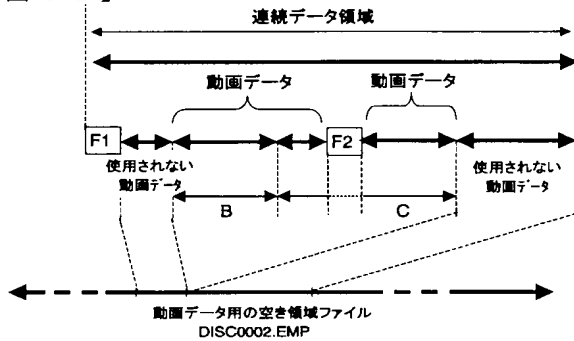 連続データ領域
動画データ
動画データ
F1
F2
使用されない
動画データ
使用されない
動画データ
B
C
動画データ用の空き領域ファイル
DISC0002.EMP